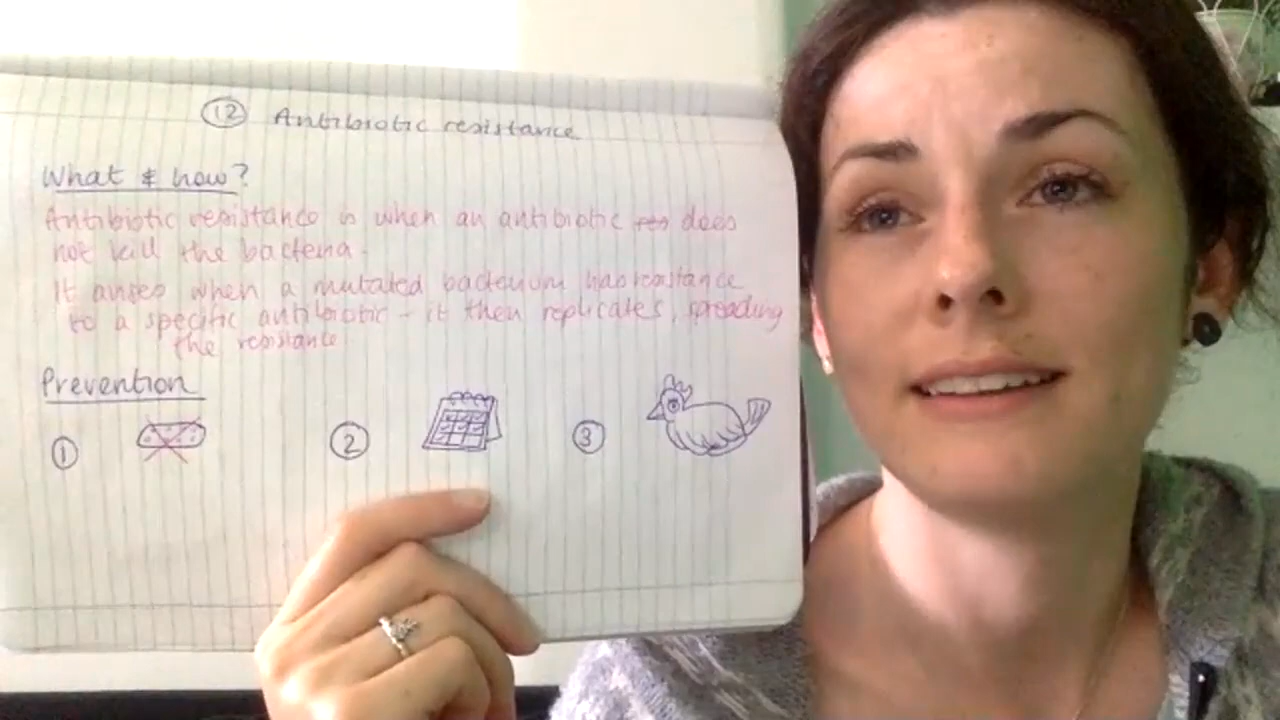 12 Antibiotic resistance
What & how?
Antibiotic resistance is when an antibiotic does
not kill the bacteria.
It arises when a mutated bacterium has resistance
to a specific antibiotic - it then replicates, spreading
the resistance
Prevention
1 2 3